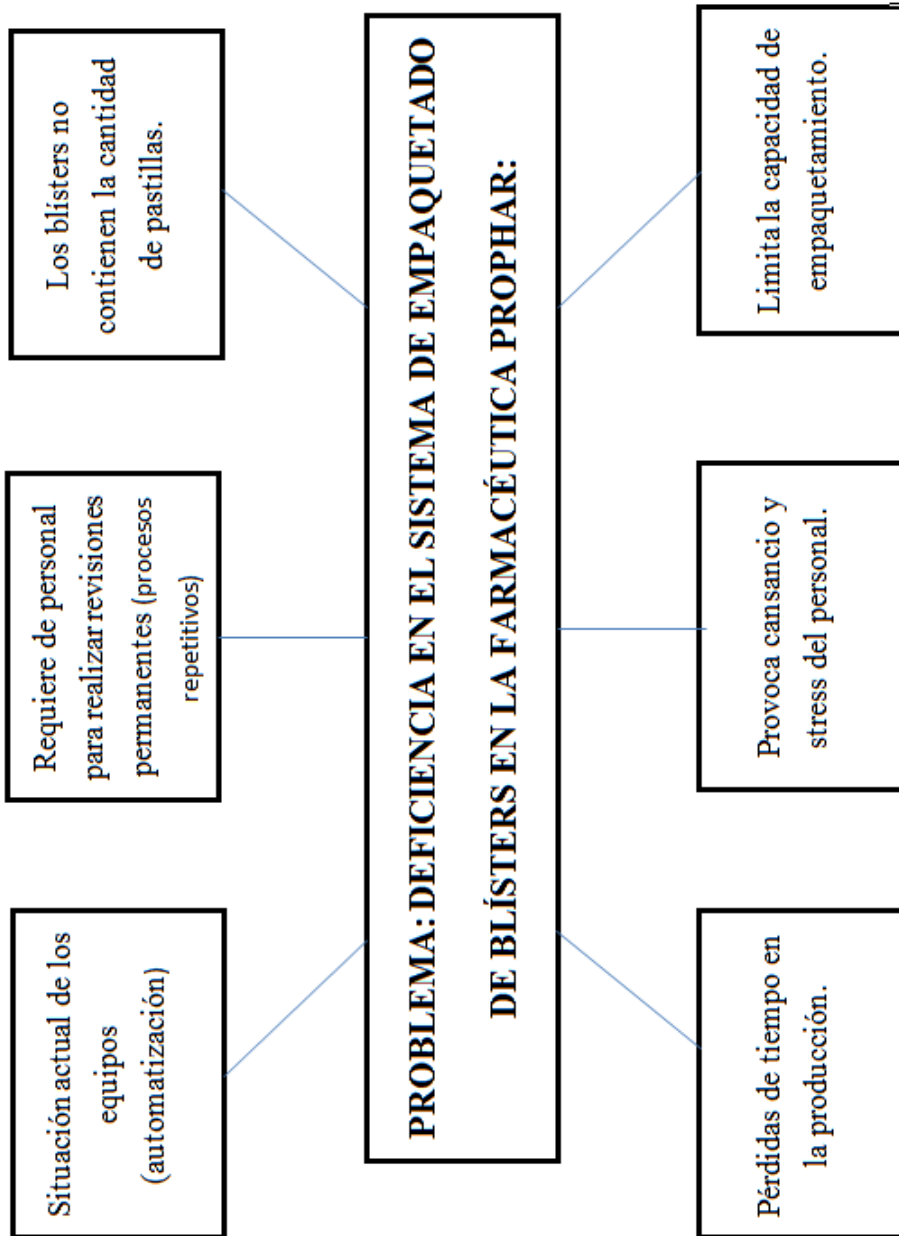 Situación actual de los
equipos
(automatización)
Requiere de personal
para realizar revisiones
permanentes (procesos
repetitivos)
Los blísters no
contienen la cantidad
de pastillas.
PROBLEMA: DEFICIENCIA EN EL SISTEMA DE EMPAQUETADO
DE BLÍSTERS EN LA FARMACÉUTICA PROPHAR:
Pérdidas de tiempo en
la producción.
Provoca cansancio y
stress del personal.
Limita la capacidad de
empaquetamiento.